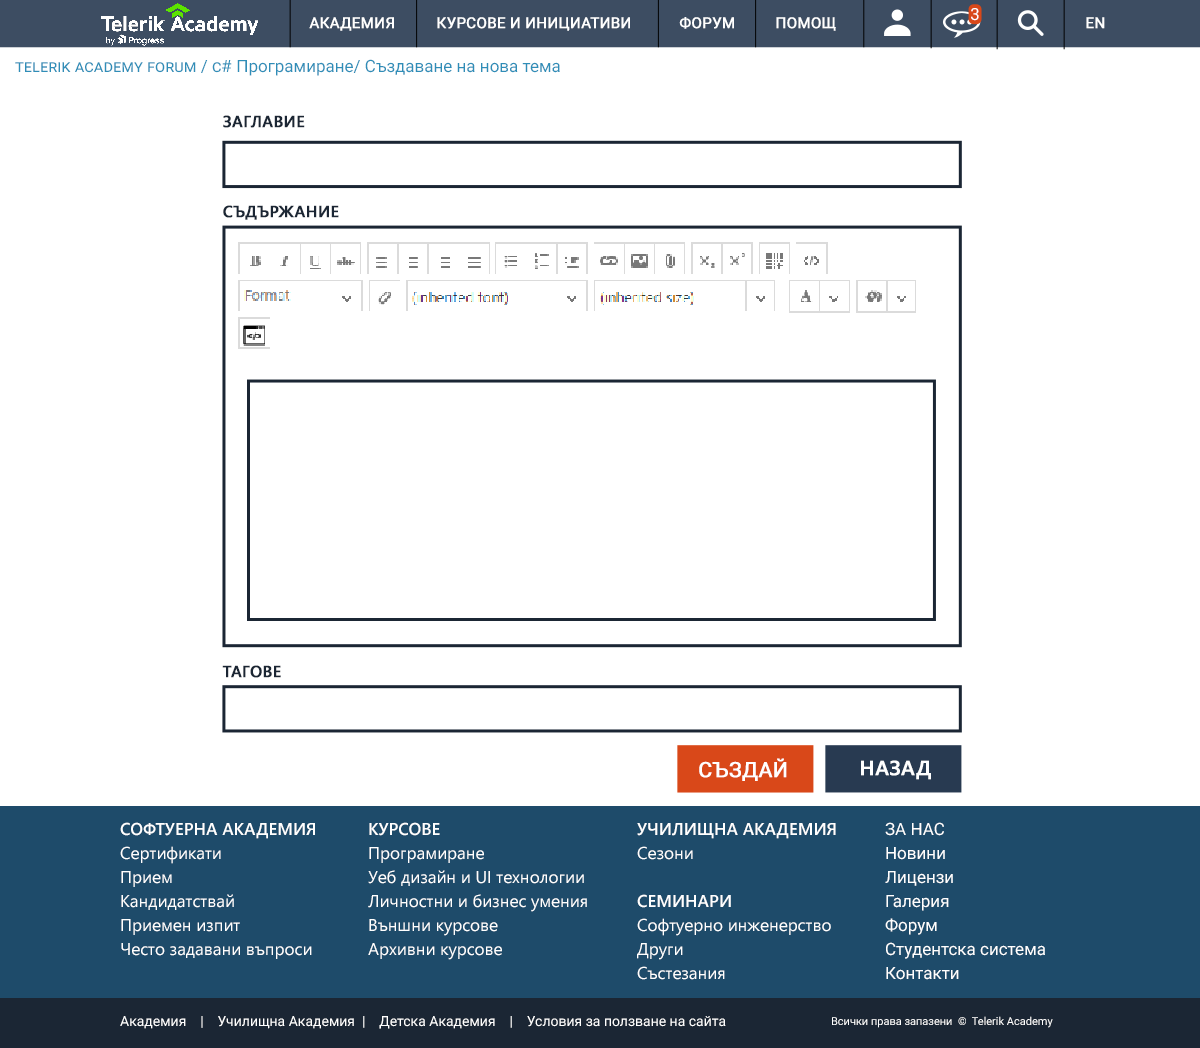 Telerik Academy
by Progress
АКАДЕМИЯ
КУРСОВЕ И ИНИЦИАТИВИ
ФОРУМ
ПОМОЩ
3
EN
TELERIK ACADEMY FORUM / C# Програмиране/ Създаване на нова тема
ЗАГЛАВИЕ
СЪДЪРЖАНИЕ
B I U abc
X₂ X²
Format
(inherited font)
(inherited size)
A
ТАГОВЕ
СЪЗДАЙ
НАЗАД
СОФТУЕРНА АКАДЕМИЯ
Сертификати
Прием
Кандидатствай
Приемен изпит
Често задавани въпроси
КУРСОВЕ
Програмиране
Уеб дизайн и UI технологии
Личностни и бизнес умения
Външни курсове
Архивни курсове
УЧИЛИЩНА АКАДЕМИЯ
Сезони
СЕМИНАРИ
Софтуерно инженерство
Други
Състезания
ЗА НАС
Новини
Лицензи
Галерия
Форум
Студентска система
Контакти
Академия | Училищна Академия | Детска Академия | Условия за ползване на сайта
Всички права запазени © Telerik Academy